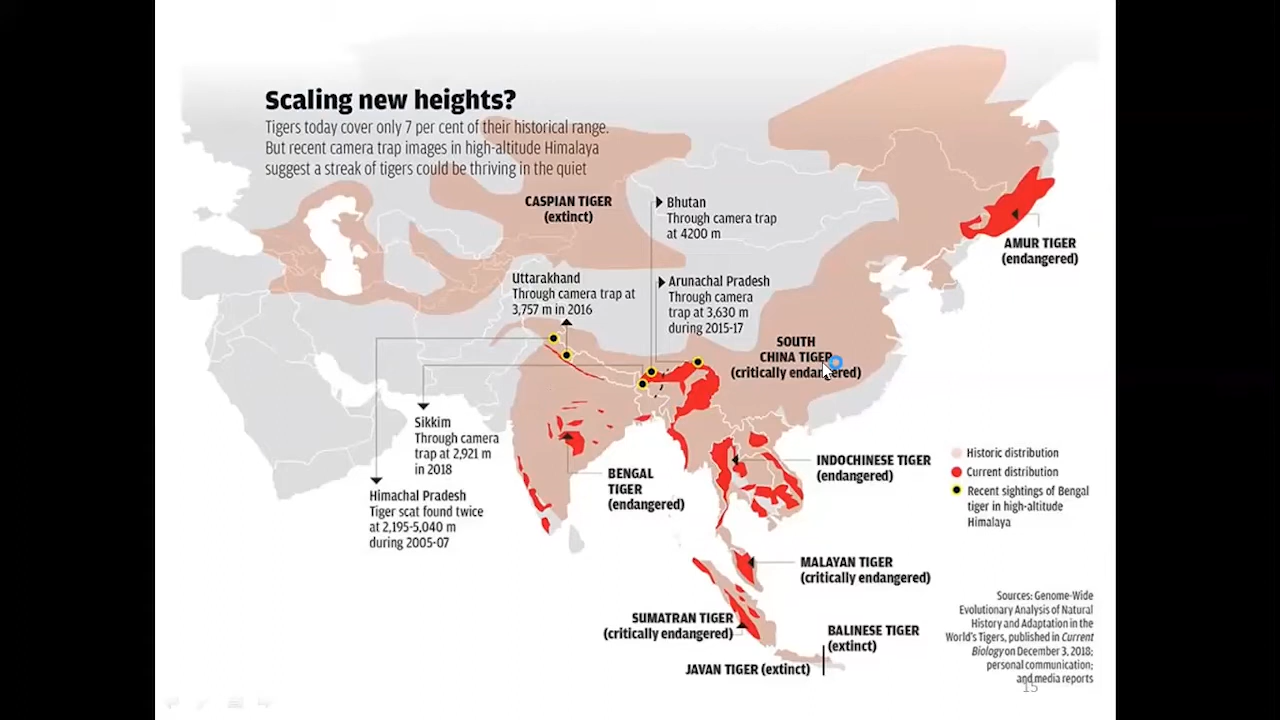 Scaling new heights?
Tigers today cover only 7 per cent of their historical range.
But recent camera trap images in high-altitude Himalaya
suggest a streak of tigers could be thriving in the quiet
CASPIAN TIGER
(extinct)
Bhutan
Through camera trap
at 4200 m
AMUR TIGER
(endangered)
Uttarakhand
Through camera trap at
3,757 m in 2016
Arunachal Pradesh
Through camera
trap at 3,630 m
during 2015-17
SOUTH
CHINA TIGER
(critically endangered)
Sikkim
Through camera
trap at 2,921 m
in 2018
Himachal Pradesh
Tiger scat found twice
at 2,195-5,040 m
during 2005-07
BENGAL
TIGER
(endangered)
INDOCHINESE TIGER
(endangered)
Historic distribution
Current distribution
Recent sightings of Bengal
tiger in high-altitude
Himalaya
MALAYAN TIGER
(critically endangered)
SUMATRAN TIGER
(critically endangered)
BALINESE TIGER
(extinct)
JAVAN TIGER (extinct)
Sources: Genome-Wide
Evolutionary Analysis of Natural
History and Adaptation in the
World's Tigers, published in Current
Biology on December 3, 2018;
personal communication;
and media reports
15